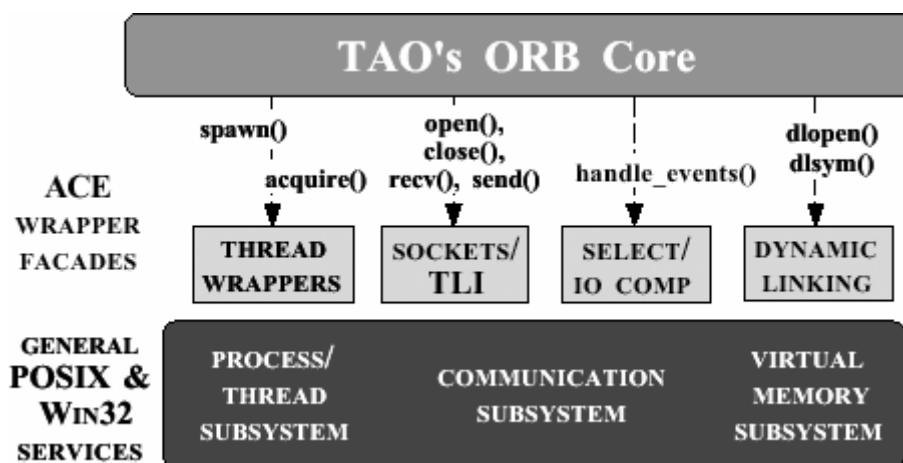 TAO's ORB Core
spawn()
acquire()
open(),
close(),
recv(), send()
handle_events()
dlopen()
dlsym()
ACE
WRAPPER
FACADES
THREAD
WRAPPERS
SOCKETS/
TLI
SELECT/
IO COMP
DYNAMIC
LINKING
GENERAL
POSIX &
WIN32
SERVICES
PROCESS/
THREAD
SUBSYSTEM
COMMUNICATION
SUBSYSTEM
VIRTUAL
MEMORY
SUBSYSTEM